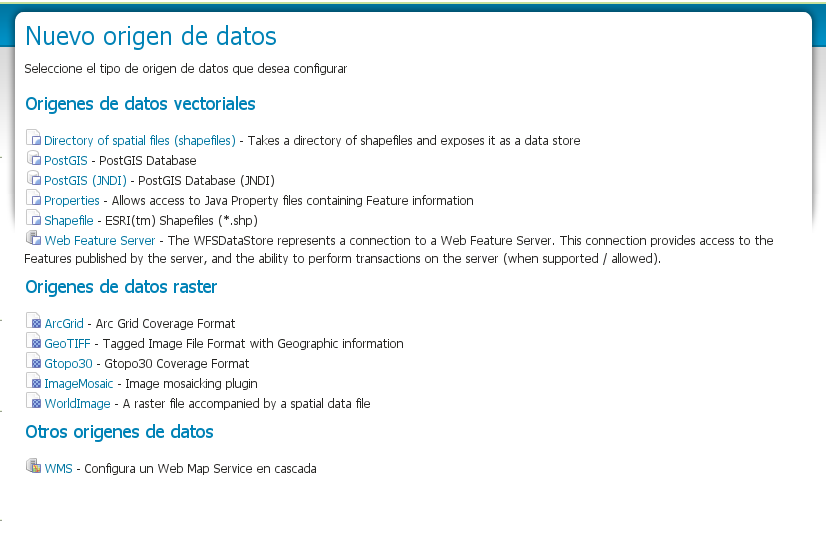 Nuevo origen de datos
Seleccione el tipo de origen de datos que desea configurar
Origenes de datos vectoriales
Directory of spatial files (shapefiles) - Takes a directory of shapefiles and exposes it as a data store
PostGIS - PostGIS Database
PostGIS (JNDI) - PostGIS Database (JNDI)
Properties - Allows access to Java Property files containing Feature information
Shapefile - ESRI(tm) Shapefiles (*.shp)
Web Feature Server - The WFSDataStore represents a connection to a Web Feature Server. This connection provides access to the
Features published by the server, and the ability to perform transactions on the server (when supported / allowed).
Origenes de datos raster
ArcGrid - Arc Grid Coverage Format
GeoTIFF - Tagged Image File Format with Geographic information
Gtopo30 - Gtopo30 Coverage Format
ImageMosaic - Image mosaicking plugin
WorldImage - A raster file accompanied by a spatial data file
Otros origenes de datos
WMS - Configura un Web Map Service en cascada